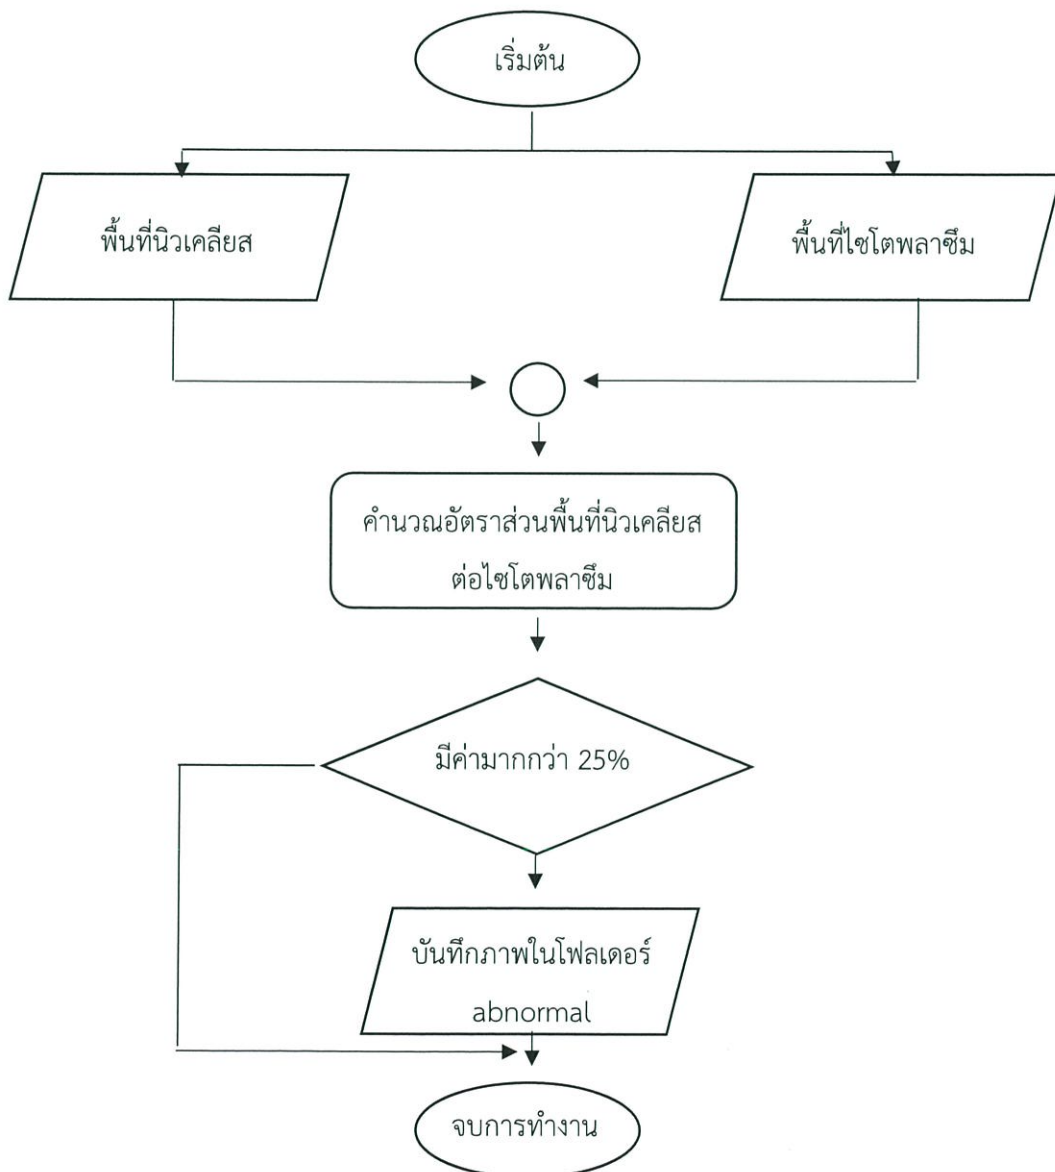 เริ่มต้น
พื้นที่นิวเคลียส
พื้นที่ไซโตพลาซึม
คำนวณอัตราส่วนพื้นที่นิวเคลียส
ต่อไซโตพลาซึม
มีค่ามากกว่า 25%
บันทึกภาพในโฟลเดอร์
abnormal
จบการทำงาน